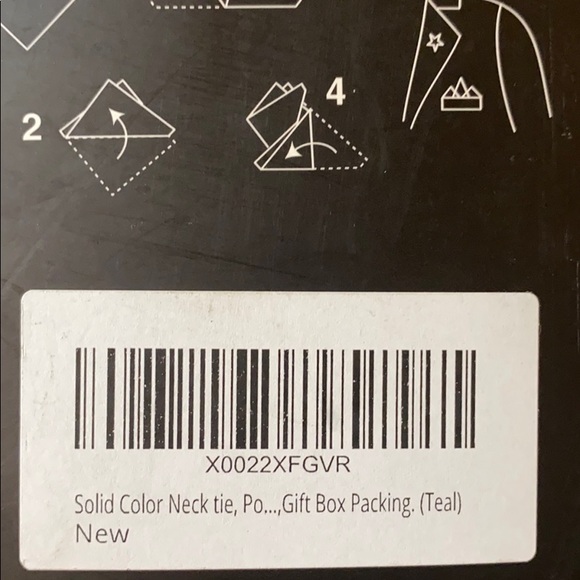 2
4
X0022XFGVR
Solid Color Neck tie, Po...,Gift Box Packing. (Teal)
New